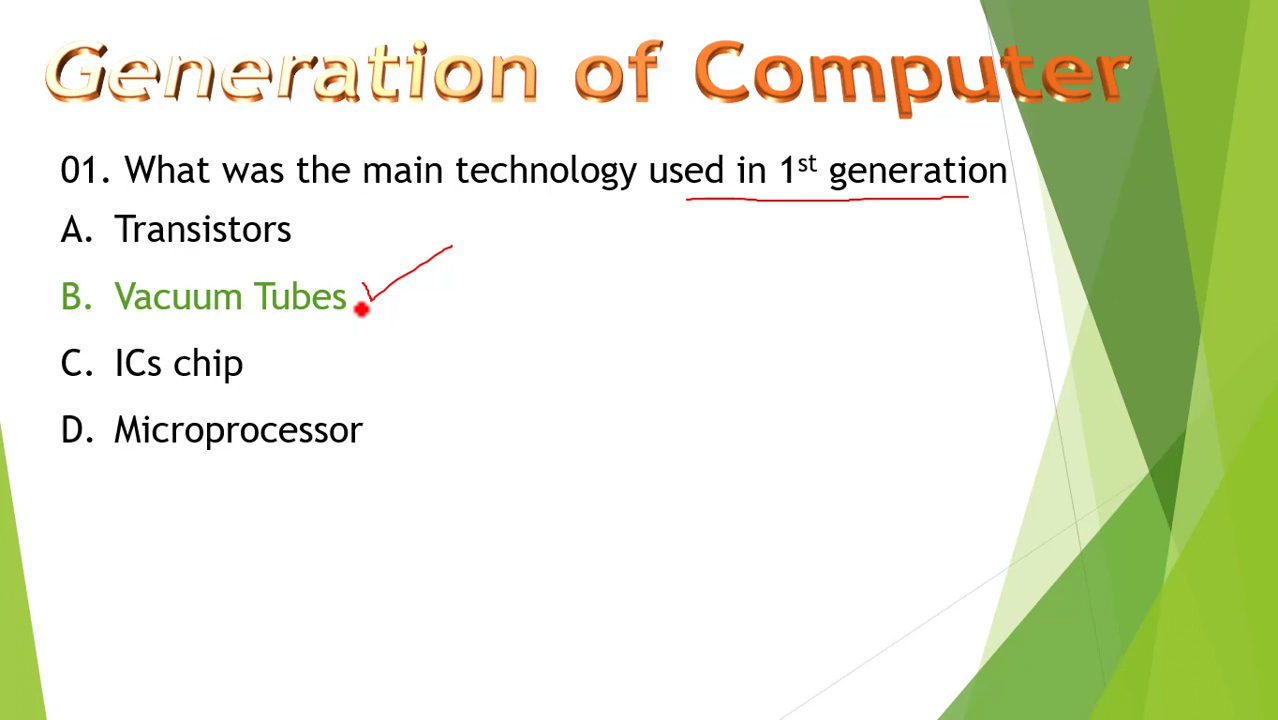 Generation of Computer
01. What was the main technology used in 1st generation
A. Transistors
B. Vacuum Tubes
C. ICs chip
D. Microprocessor